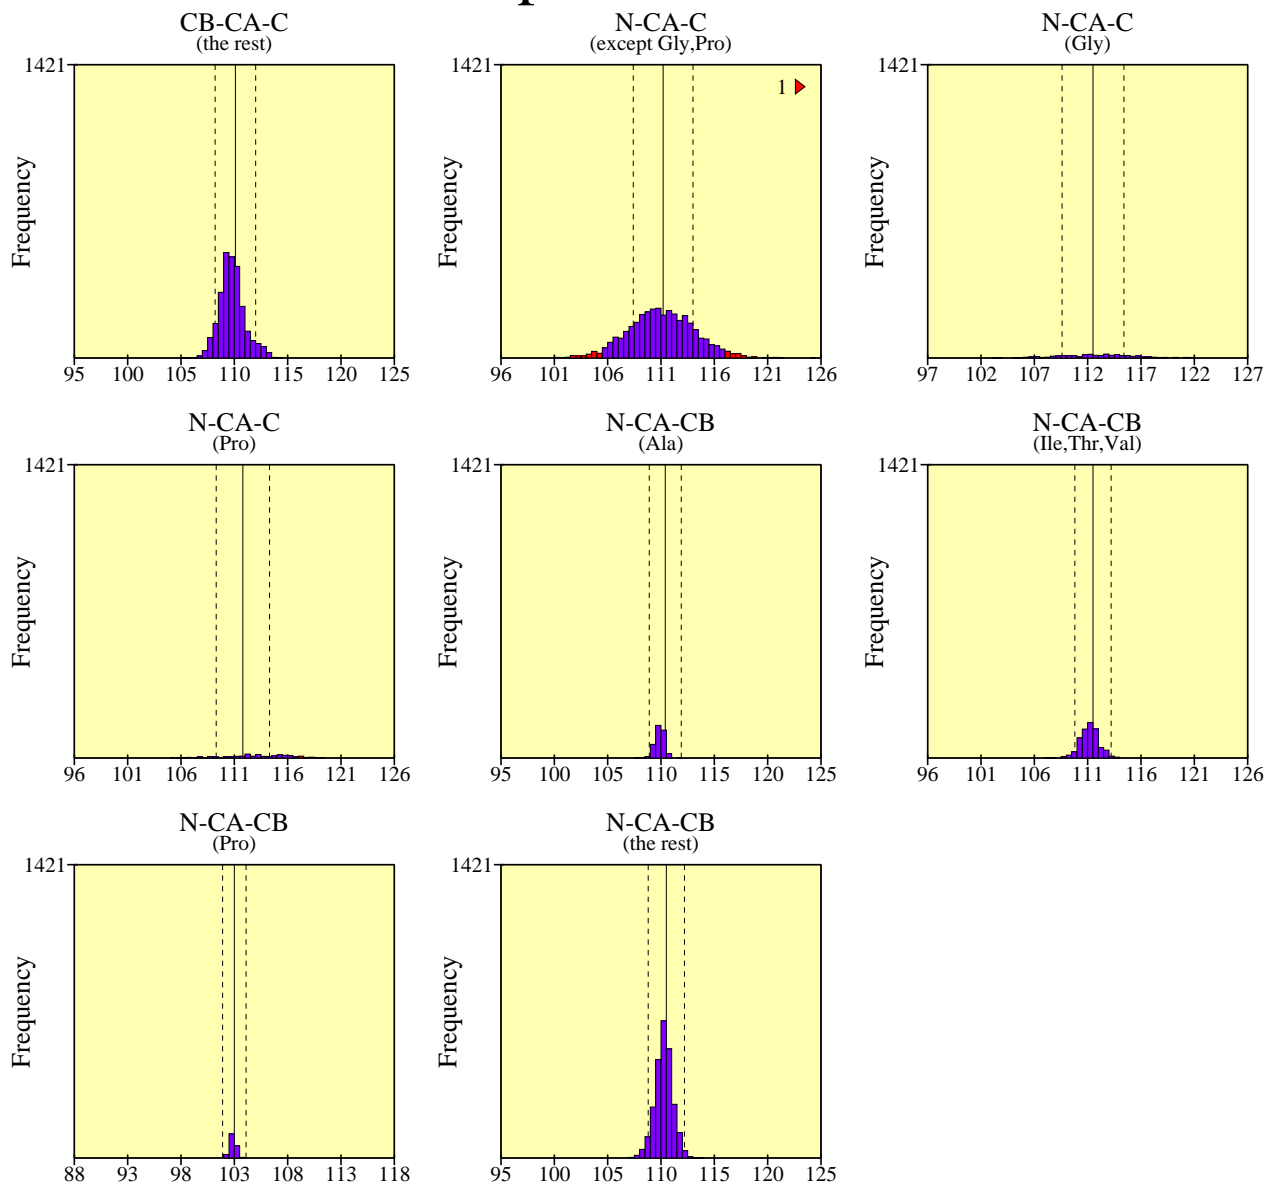 CB-CA-C N-CA-C N-CA-C
(the rest) (except Gly,Pro) (Gly)
1421 1421 1421
1
Frequency Frequency Frequency
95 100 105 110 115 120 125 96 101 106 111 116 121 126 97 102 107 112 117 122 127
N-CA-C N-CA-CB N-CA-CB
(Pro) (Ala) (Ile,Thr,Val)
1421 1421 1421
Frequency Frequency Frequency
96 101 106 111 116 121 126 95 100 105 110 115 120 125 96 101 106 111 116 121 126
N-CA-CB N-CA-CB
(Pro) (the rest)
1421 1421
Frequency Frequency
88 93 98 103 108 113 118 95 100 105 110 115 120 125